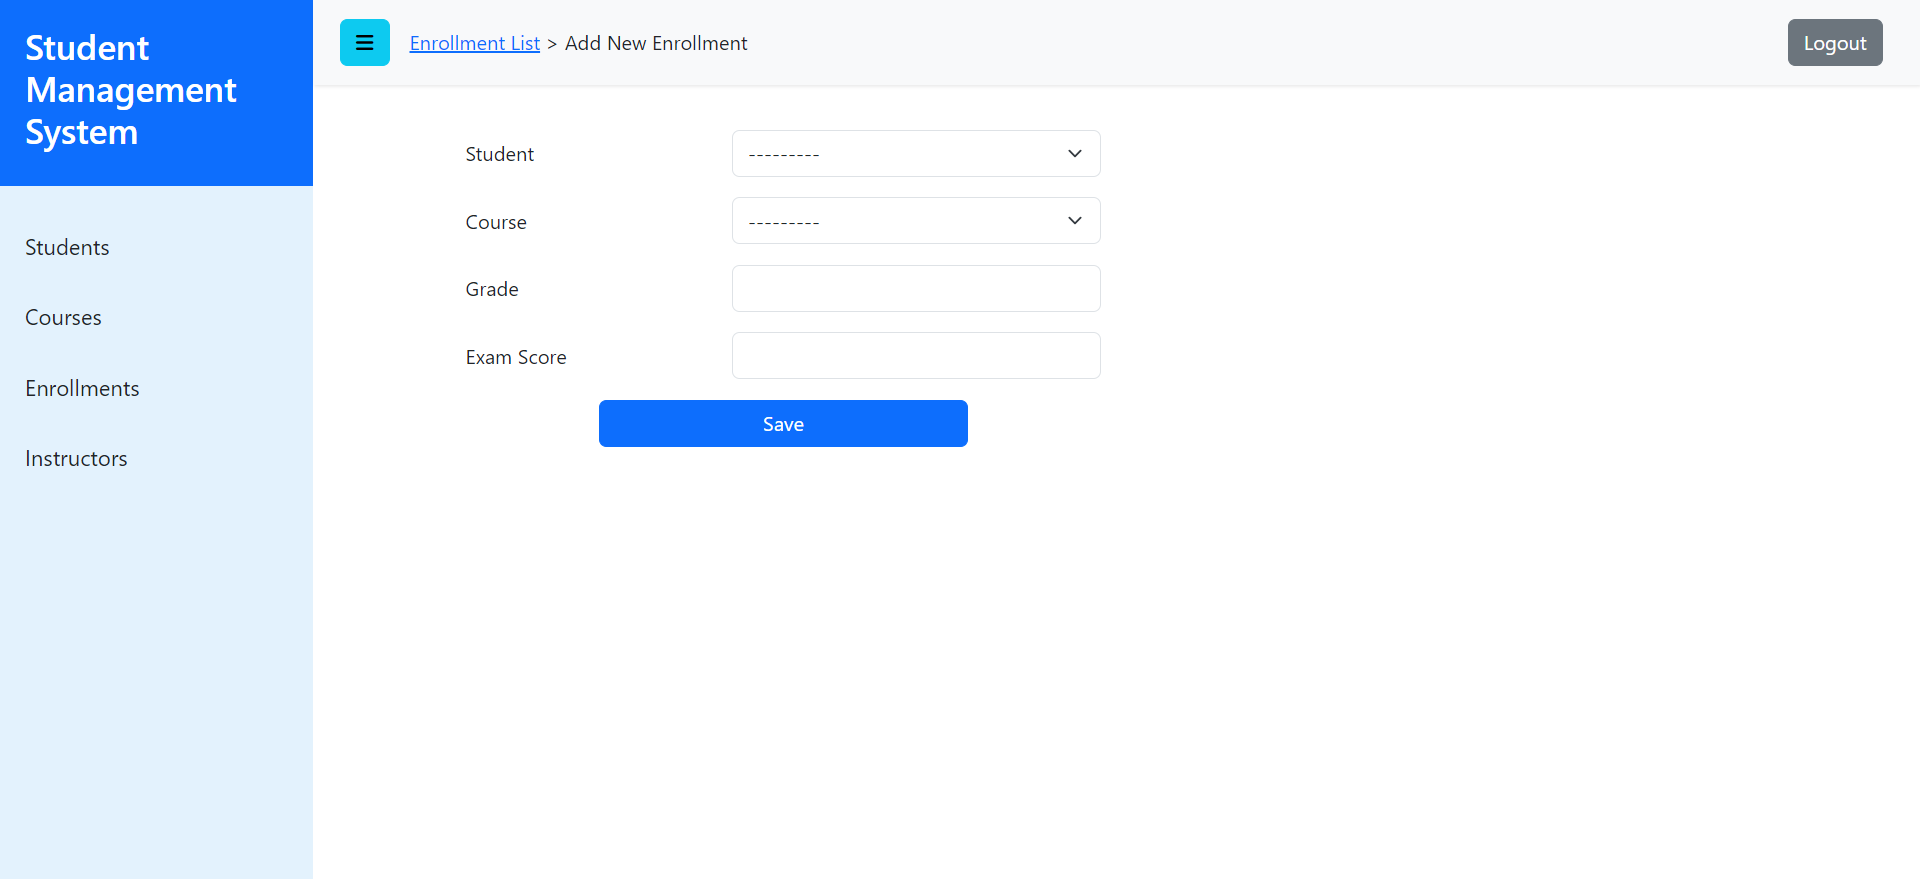 Student
Management
System
Enrollment List > Add New Enrollment
Logout
Students
Courses
Enrollments
Instructors
Student ---------
Course ---------
Grade
Exam Score
Save